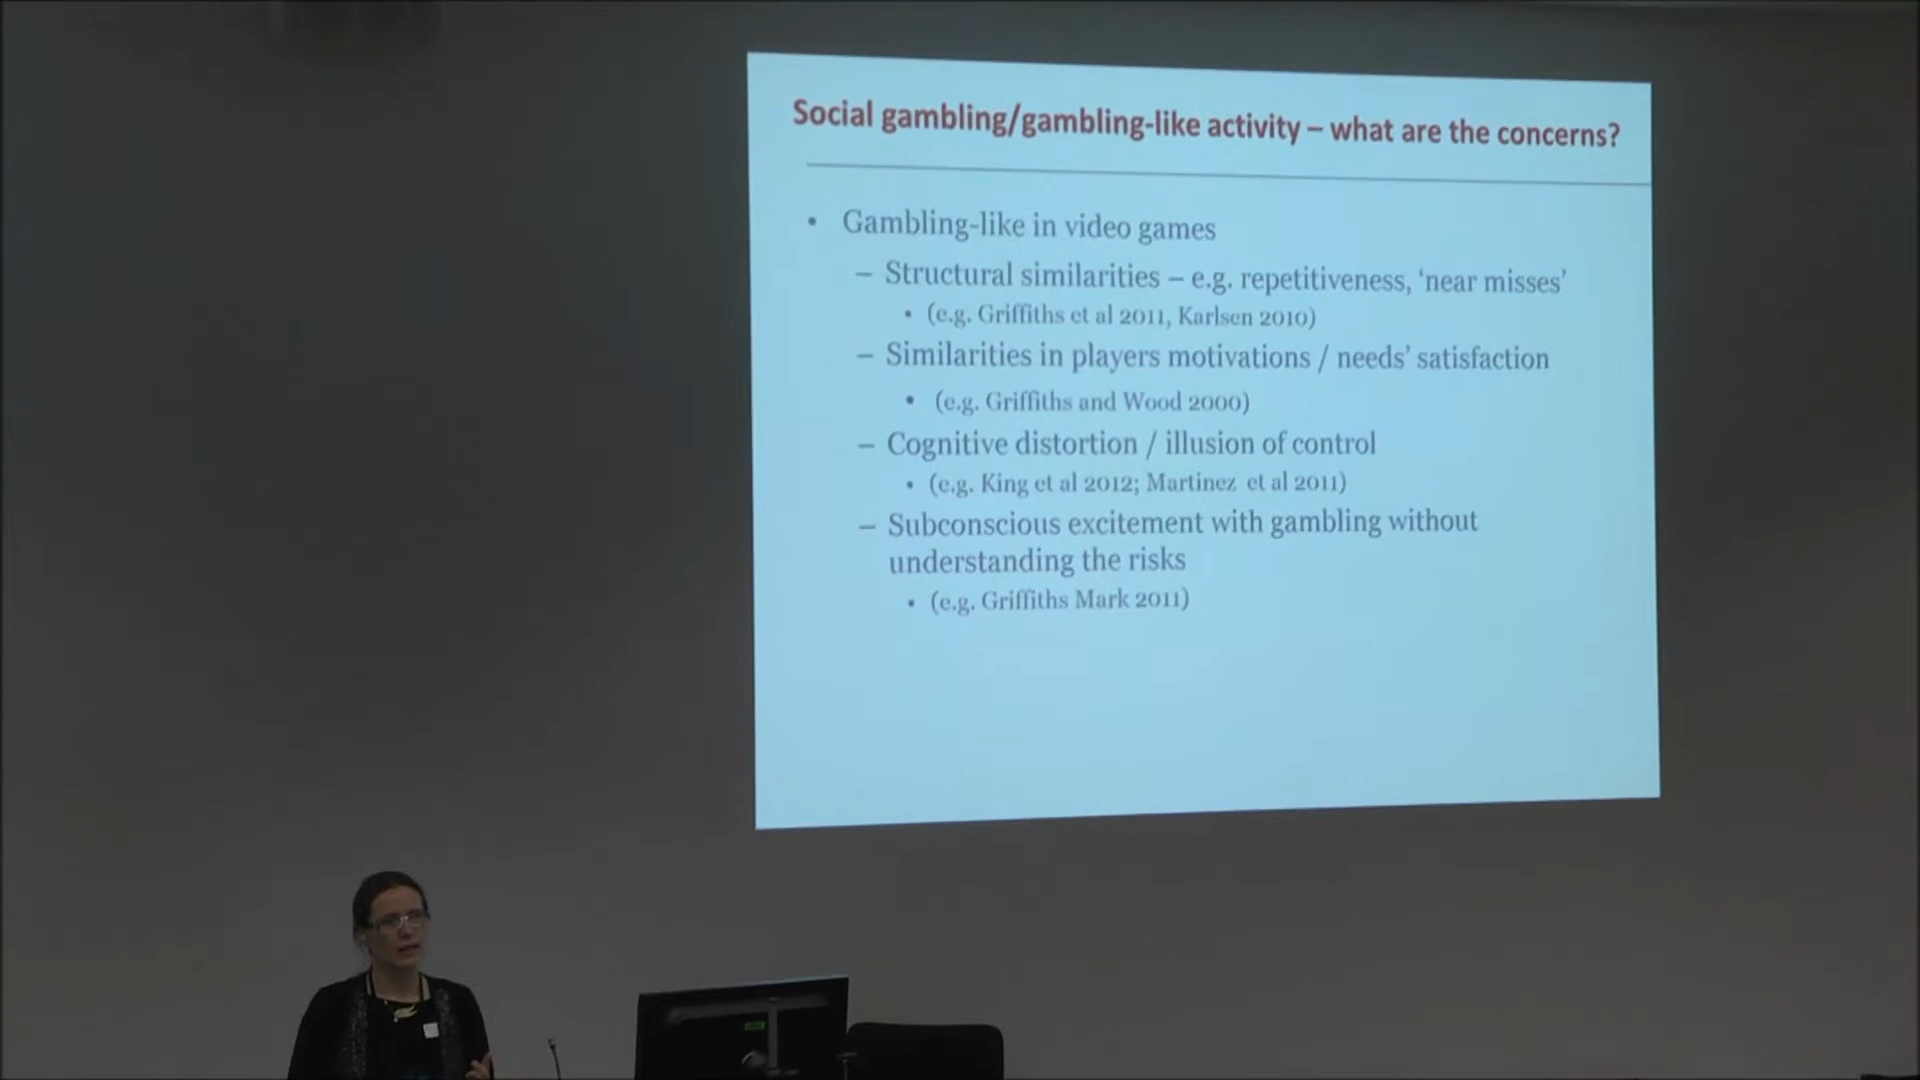 Social gambling/gambling-like activity – what are the concerns?
• Gambling-like in video games
– Structural similarities – e.g. repetitiveness, ‘near misses’
• (e.g. Griffiths et al 2011, Karlsen 2010)
– Similarities in players motivations / needs’ satisfaction
• (e.g. Griffiths and Wood 2000)
– Cognitive distortion / illusion of control
• (e.g. King et al 2012; Martinez et al 2011)
– Subconscious excitement with gambling without
understanding the risks
• (e.g. Griffiths Mark 2011)